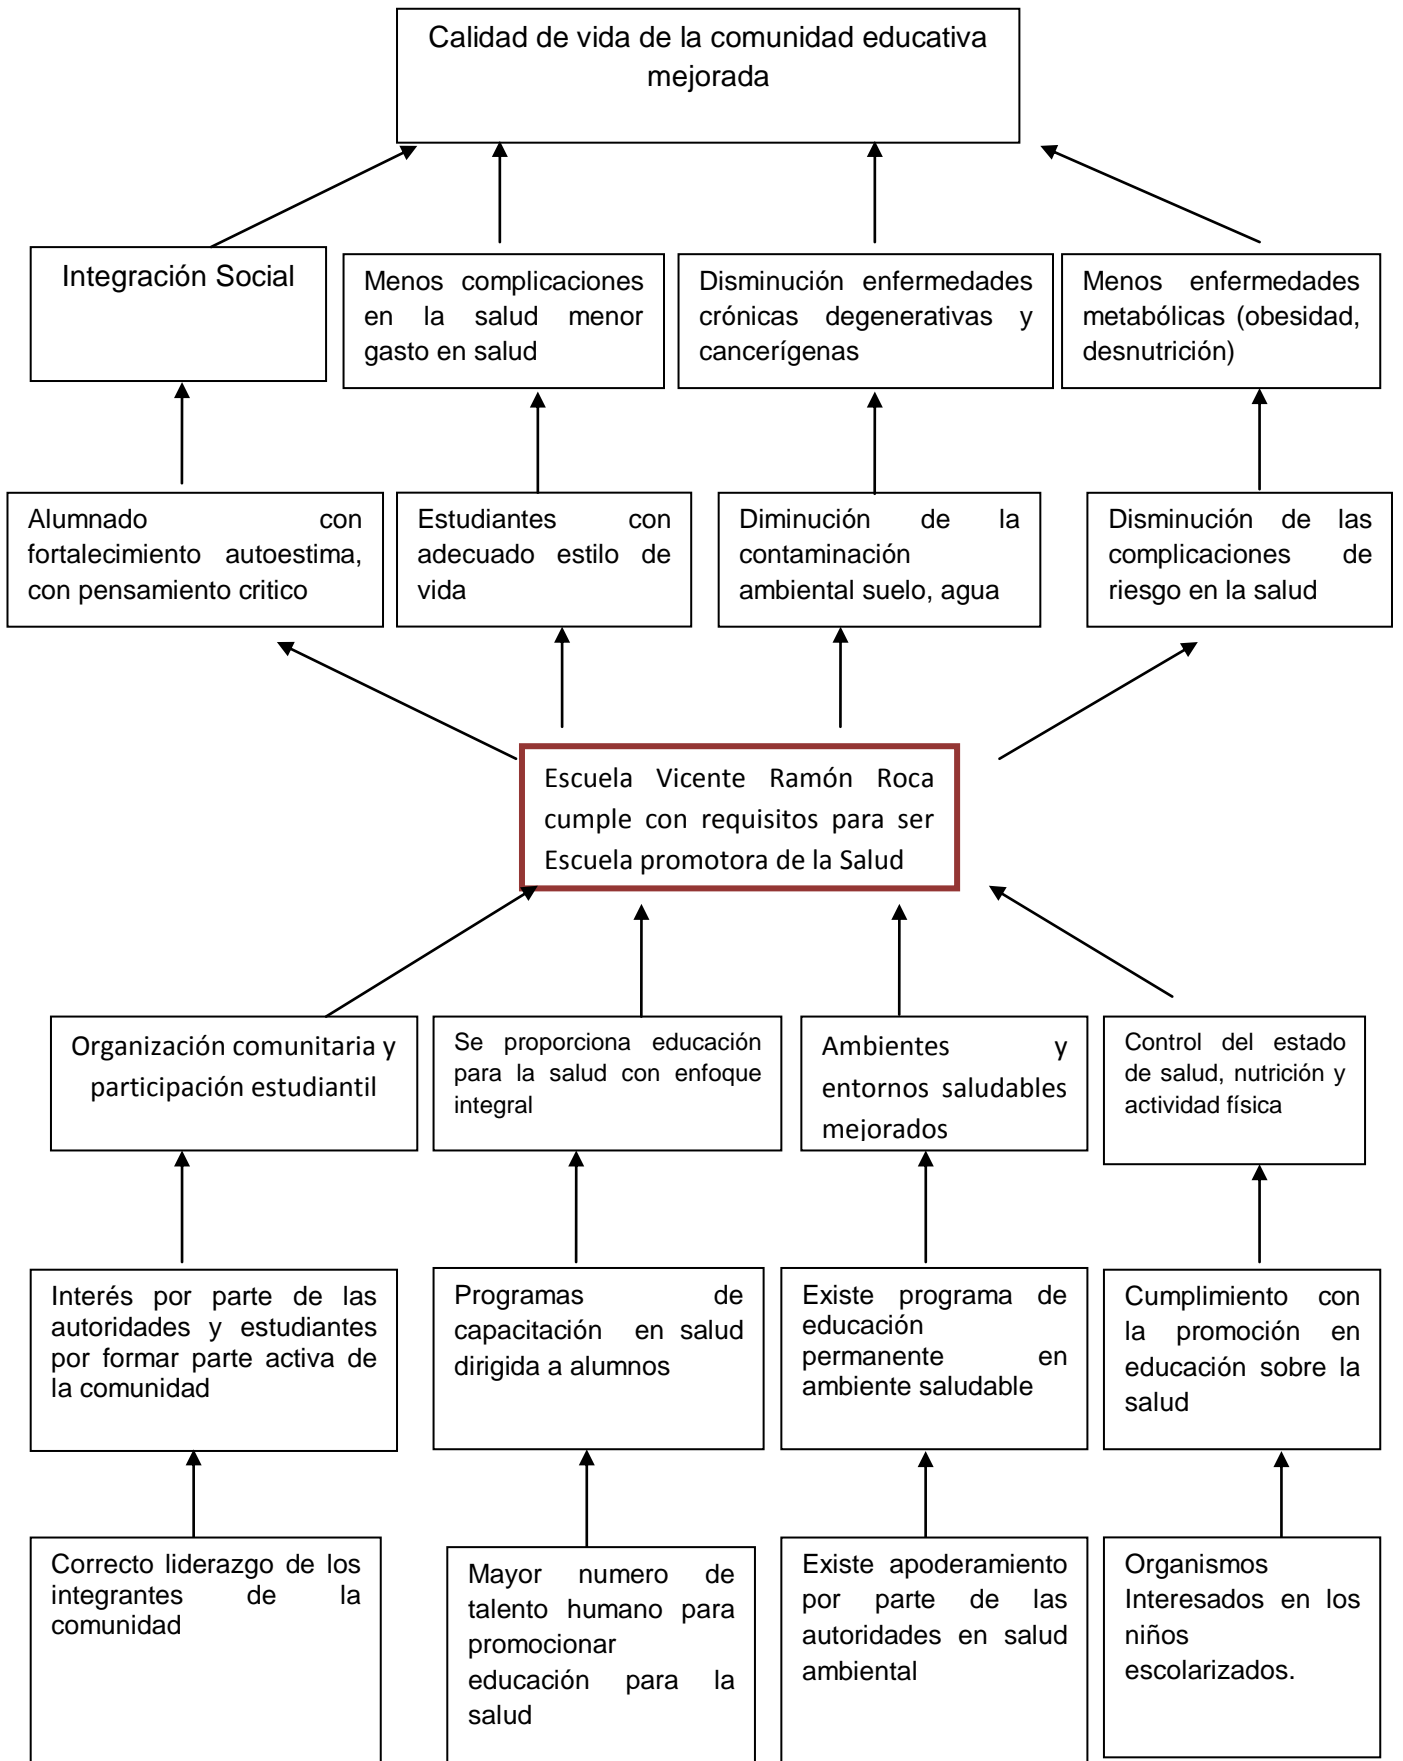 Calidad de vida de la comunidad educativa
mejorada
Integración Social
Menos complicaciones
en la salud menor
gasto en salud
Disminución enfermedades
crónicas degenerativas y
cancerígenas
Menos enfermedades
metabólicas (obesidad,
desnutrición)
Alumnado con
fortalecimiento autoestima,
con pensamiento critico
Estudiantes con
adecuado estilo de
vida
Diminución de la
contaminación
ambiental suelo, agua
Disminución de las
complicaciones de
riesgo en la salud
Escuela Vicente Ramón Roca
cumple con requisitos para ser
Escuela promotora de la Salud
Organización comunitaria y
participación estudiantil
Se proporciona educación
para la salud con enfoque
integral
Ambientes y
entornos saludables
mejorados
Control del estado
de salud, nutrición y
actividad física
Interés por parte de las
autoridades y estudiantes
por formar parte activa de
la comunidad
Programas de
capacitación en salud
dirigida a alumnos
Existe programa de
educación
permanente en
ambiente saludable
Cumplimiento con
la promoción en
educación sobre la
salud
Correcto liderazgo de los
integrantes de la
comunidad
Mayor numero de
talento humano para
promocionar
educación para la
salud
Existe apoderamiento
por parte de las
autoridades en salud
ambiental
Organismos
Interesados en los
niños
escolarizados.